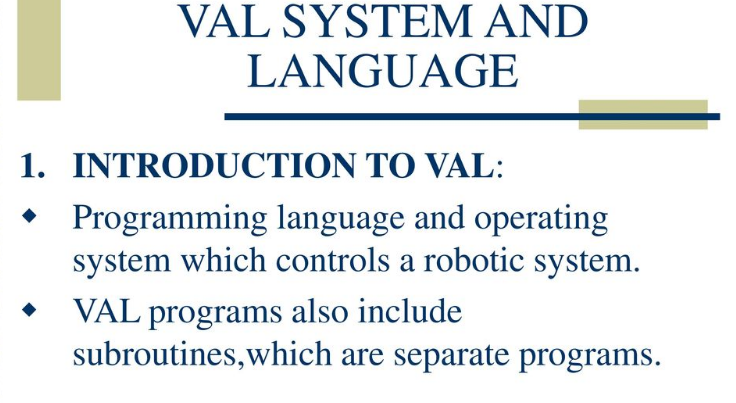 VAL SYSTEM AND
LANGUAGE
1. INTRODUCTION TO VAL:
◆ Programming language and operating
system which controls a robotic system.
◆ VAL programs also include
subroutines,which are separate programs.